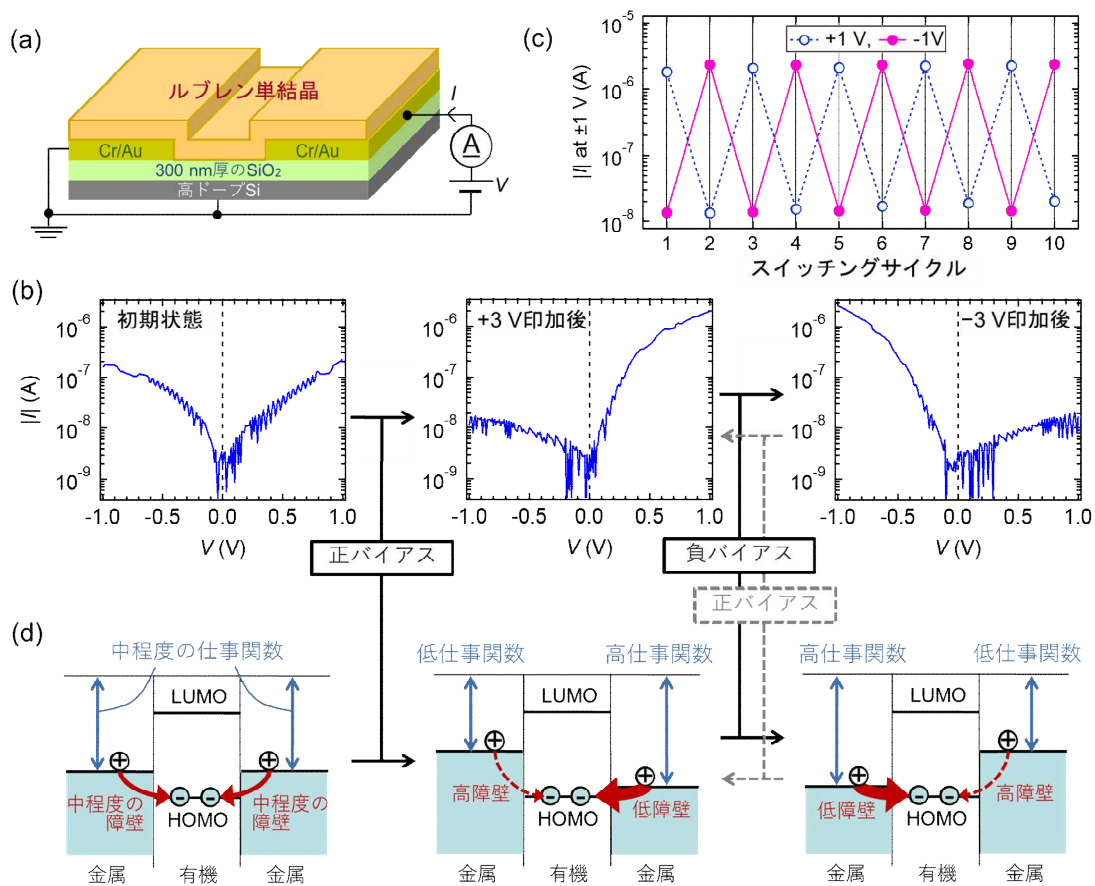 (a)
ルブレン単結晶
I
Cr/Au
Cr/Au
A
300 nm厚のSiO₂
高ドープSi
V
(c)
+1 V, -1V
|I| at ±1 V (A)
10⁻⁵
10⁻⁶
10⁻⁷
10⁻⁸
1 2 3 4 5 6 7 8 9 10
スイッチングサイクル
(b)
初期状態
|I| (A)
10⁻⁶
10⁻⁷
10⁻⁸
10⁻⁹
-1.0 -0.5 0.0 0.5 1.0
V (V)
+3 V印加後
10⁻⁶
10⁻⁷
10⁻⁸
10⁻⁹
-1.0 -0.5 0.0 0.5 1.0
V (V)
−3 V印加後
10⁻⁶
10⁻⁷
10⁻⁸
10⁻⁹
-1.0 -0.5 0.0 0.5 1.0
V (V)
正バイアス
負バイアス
正バイアス
(d)
中程度の仕事関数
LUMO
+
+
- -
中程度の
障壁
HOMO
中程度の
障壁
金属
有機
金属
低仕事関数
高仕事関数
LUMO
+
+
- -
高障壁
HOMO
低障壁
金属
有機
金属
高仕事関数
低仕事関数
LUMO
+
+
- -
低障壁
HOMO
高障壁
金属
有機
金属